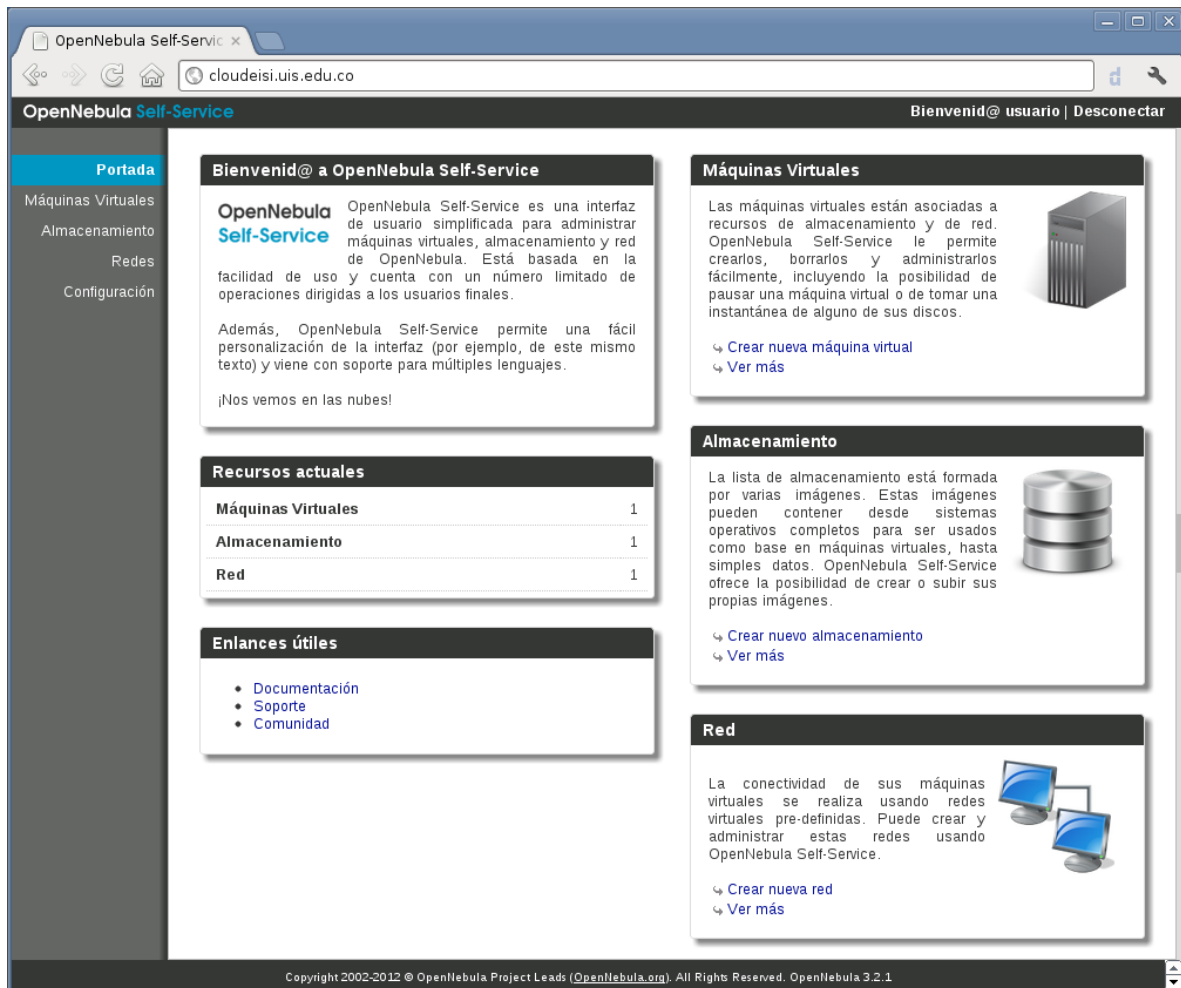 OpenNebula Self-Servic
cloudeisi.uis.edu.co
OpenNebula Self-Service
Bienvenid@ usuario | Desconectar
Portada
Máquinas Virtuales
Almacenamiento
Redes
Configuración
Bienvenid@ a OpenNebula Self-Service
OpenNebula
Self-Service
OpenNebula Self-Service es una interfaz
de usuario simplificada para administrar
máquinas virtuales, almacenamiento y red
de OpenNebula. Está basada en la
facilidad de uso y cuenta con un número limitado de
operaciones dirigidas a los usuarios finales.
Además, OpenNebula Self-Service permite una fácil
personalización de la interfaz (por ejemplo, de este mismo
texto) y viene con soporte para múltiples lenguajes.
¡Nos vemos en las nubes!
Recursos actuales
Máquinas Virtuales 1
Almacenamiento 1
Red 1
Enlances útiles
Documentación
Soporte
Comunidad
Máquinas Virtuales
Las máquinas virtuales están asociadas a
recursos de almacenamiento y de red.
OpenNebula Self-Service le permite
crearlos, borrarlos y administrarlos
fácilmente, incluyendo la posibilidad de
pausar una máquina virtual o de tomar una
instantánea de alguno de sus discos.
Crear nueva máquina virtual
Ver más
Almacenamiento
La lista de almacenamiento está formada
por varias imágenes. Estas imágenes
pueden contener desde sistemas
operativos completos para ser usados
como base en máquinas virtuales, hasta
simples datos. OpenNebula Self-Service
ofrece la posibilidad de crear o subir sus
propias imágenes.
Crear nuevo almacenamiento
Ver más
Red
La conectividad de sus máquinas
virtuales se realiza usando redes
virtuales pre-definidas. Puede crear y
administrar estas redes usando
OpenNebula Self-Service.
Crear nueva red
Ver más
Copyright 2002-2012 © OpenNebula Project Leads (OpenNebula.org). All Rights Reserved. OpenNebula 3.2.1